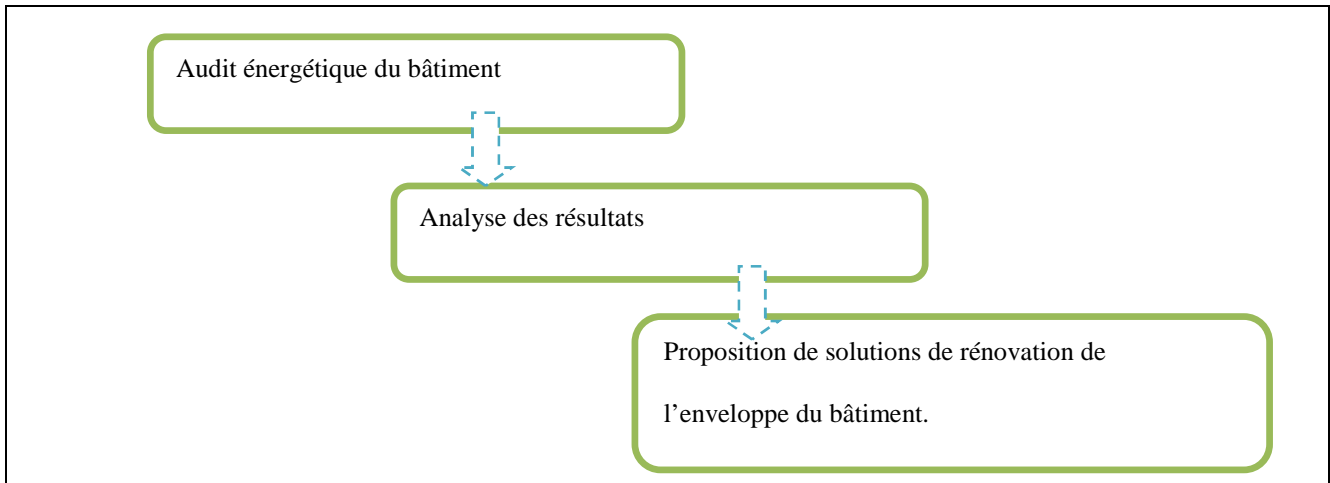 Audit énergétique du bâtiment
Analyse des résultats
Proposition de solutions de rénovation de
l’enveloppe du bâtiment.